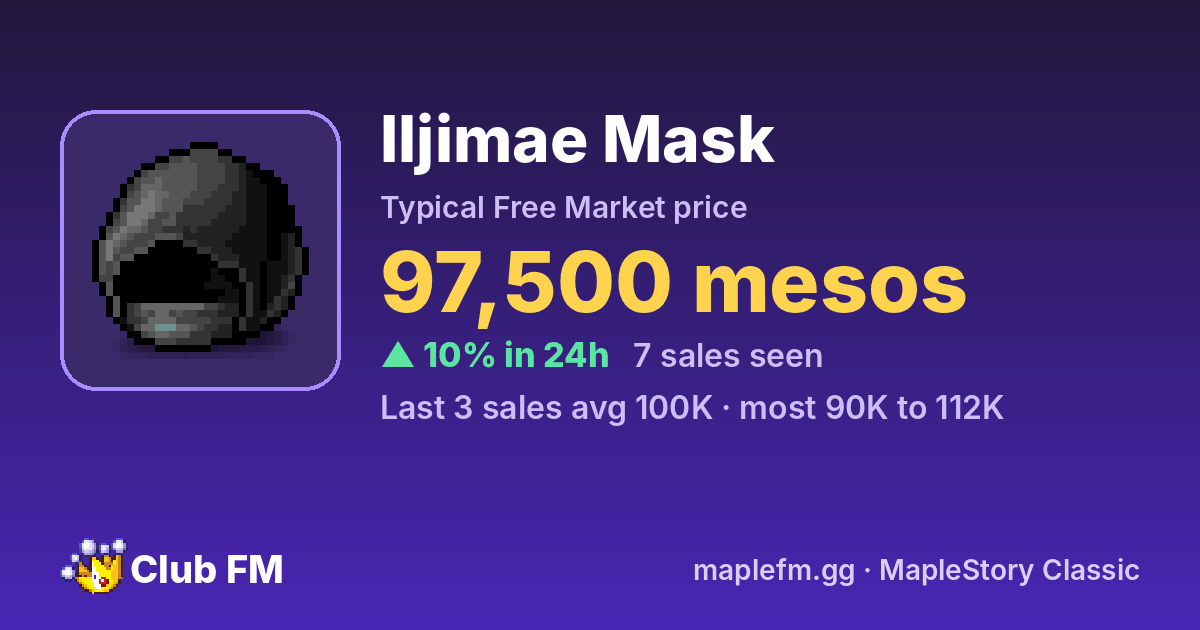 Iljimae Mask
Typical Free Market price
97,500 mesos
▲ 10% in 24h 7 sales seen
Last 3 sales avg 100K · most 90K to 112K
Club FM
maplefm.gg · MapleStory Classic